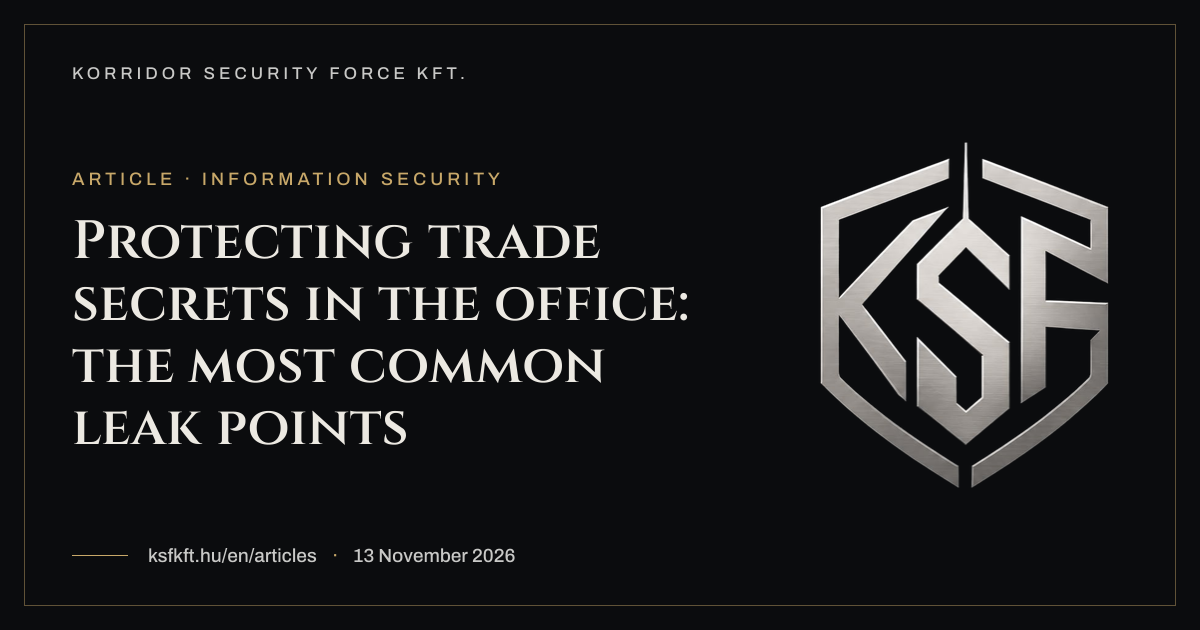 KORRIDOR SECURITY FORCE KFT.
ARTICLE · INFORMATION SECURITY
Protecting trade
secrets in the office:
the most common
leak points
KSF
ksfkft.hu/en/articles · 13 November 2026